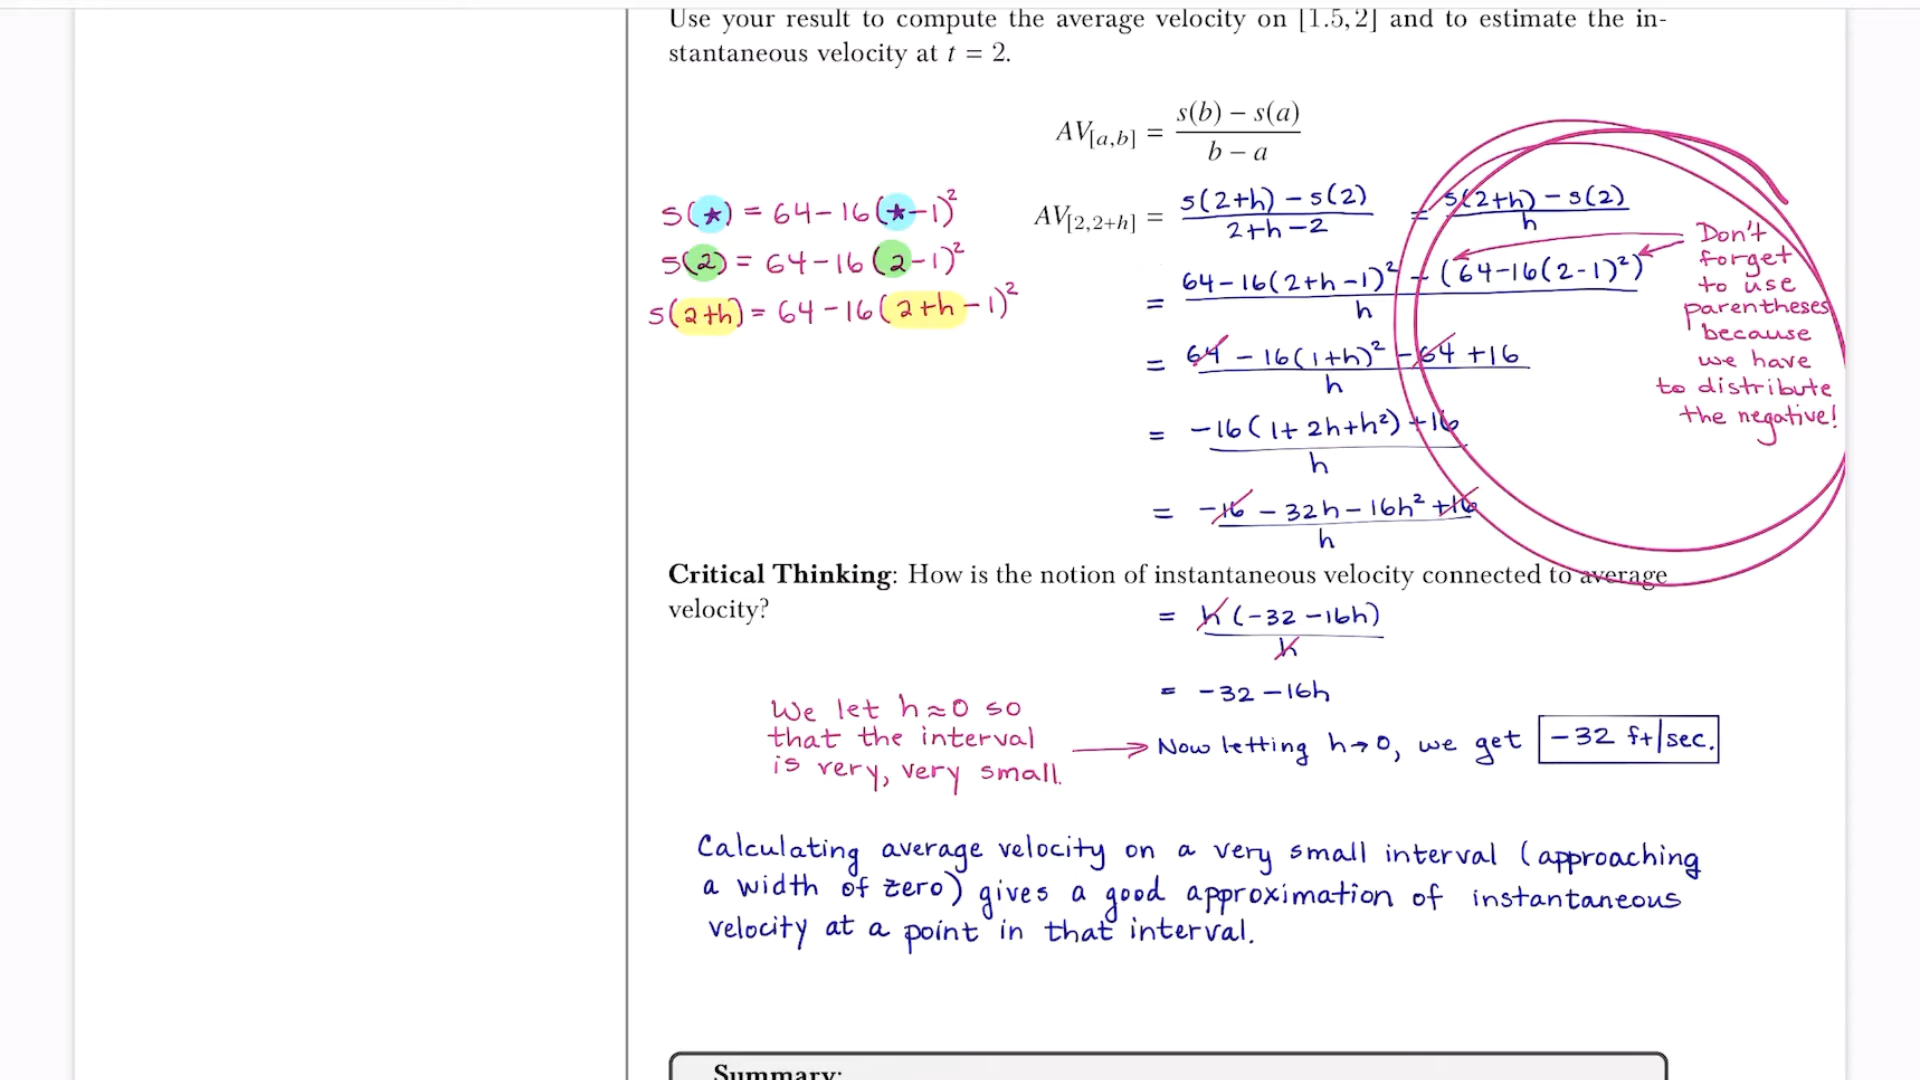 Use your result to compute the average velocity on [1.5, 2] and to estimate the in-
stantaneous velocity at t = 2.
AV[a,b] = s(b) − s(a) / b − a
s(★) = 64−16(★−1)²
s(2) = 64−16(2−1)²
s(2+h) = 64−16(2+h−1)²
AV[2,2+h] = s(2+h) − s(2) / 2+h−2 = s(2+h) − s(2) / h
= 64−16(2+h−1)² − (64−16(2−1)²) / h
= 64 − 16(1+h)² − 64 + 16 / h
= −16(1+2h+h²) + 16 / h
= −16 − 32h − 16h² + 16 / h
Don't
forget
to use
parentheses
because
we have
to distribute
the negative!
Critical Thinking: How is the notion of instantaneous velocity connected to average
velocity?
= h(−32−16h) / h
= −32−16h
We let h≈0 so
that the interval
is very, very small.
Now letting h→0, we get −32 ft/sec.
Calculating average velocity on a very small interval (approaching
a width of zero) gives a good approximation of instantaneous
velocity at a point in that interval.
Summary: